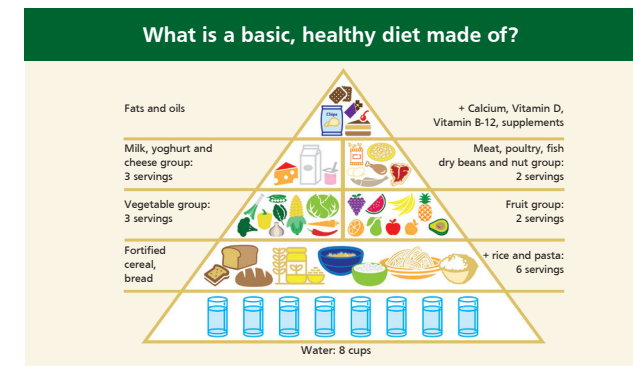 What is a basic, healthy diet made of?
Fats and oils
+ Calcium, Vitamin D,
Vitamin B-12, supplements
Chips
Milk, yoghurt and
cheese group:
3 servings
Meat, poultry, fish
dry beans and nut group:
2 servings
Vegetable group:
3 servings
Fruit group:
2 servings
Fortified
cereal,
bread
+ rice and pasta:
6 servings
Water: 8 cups